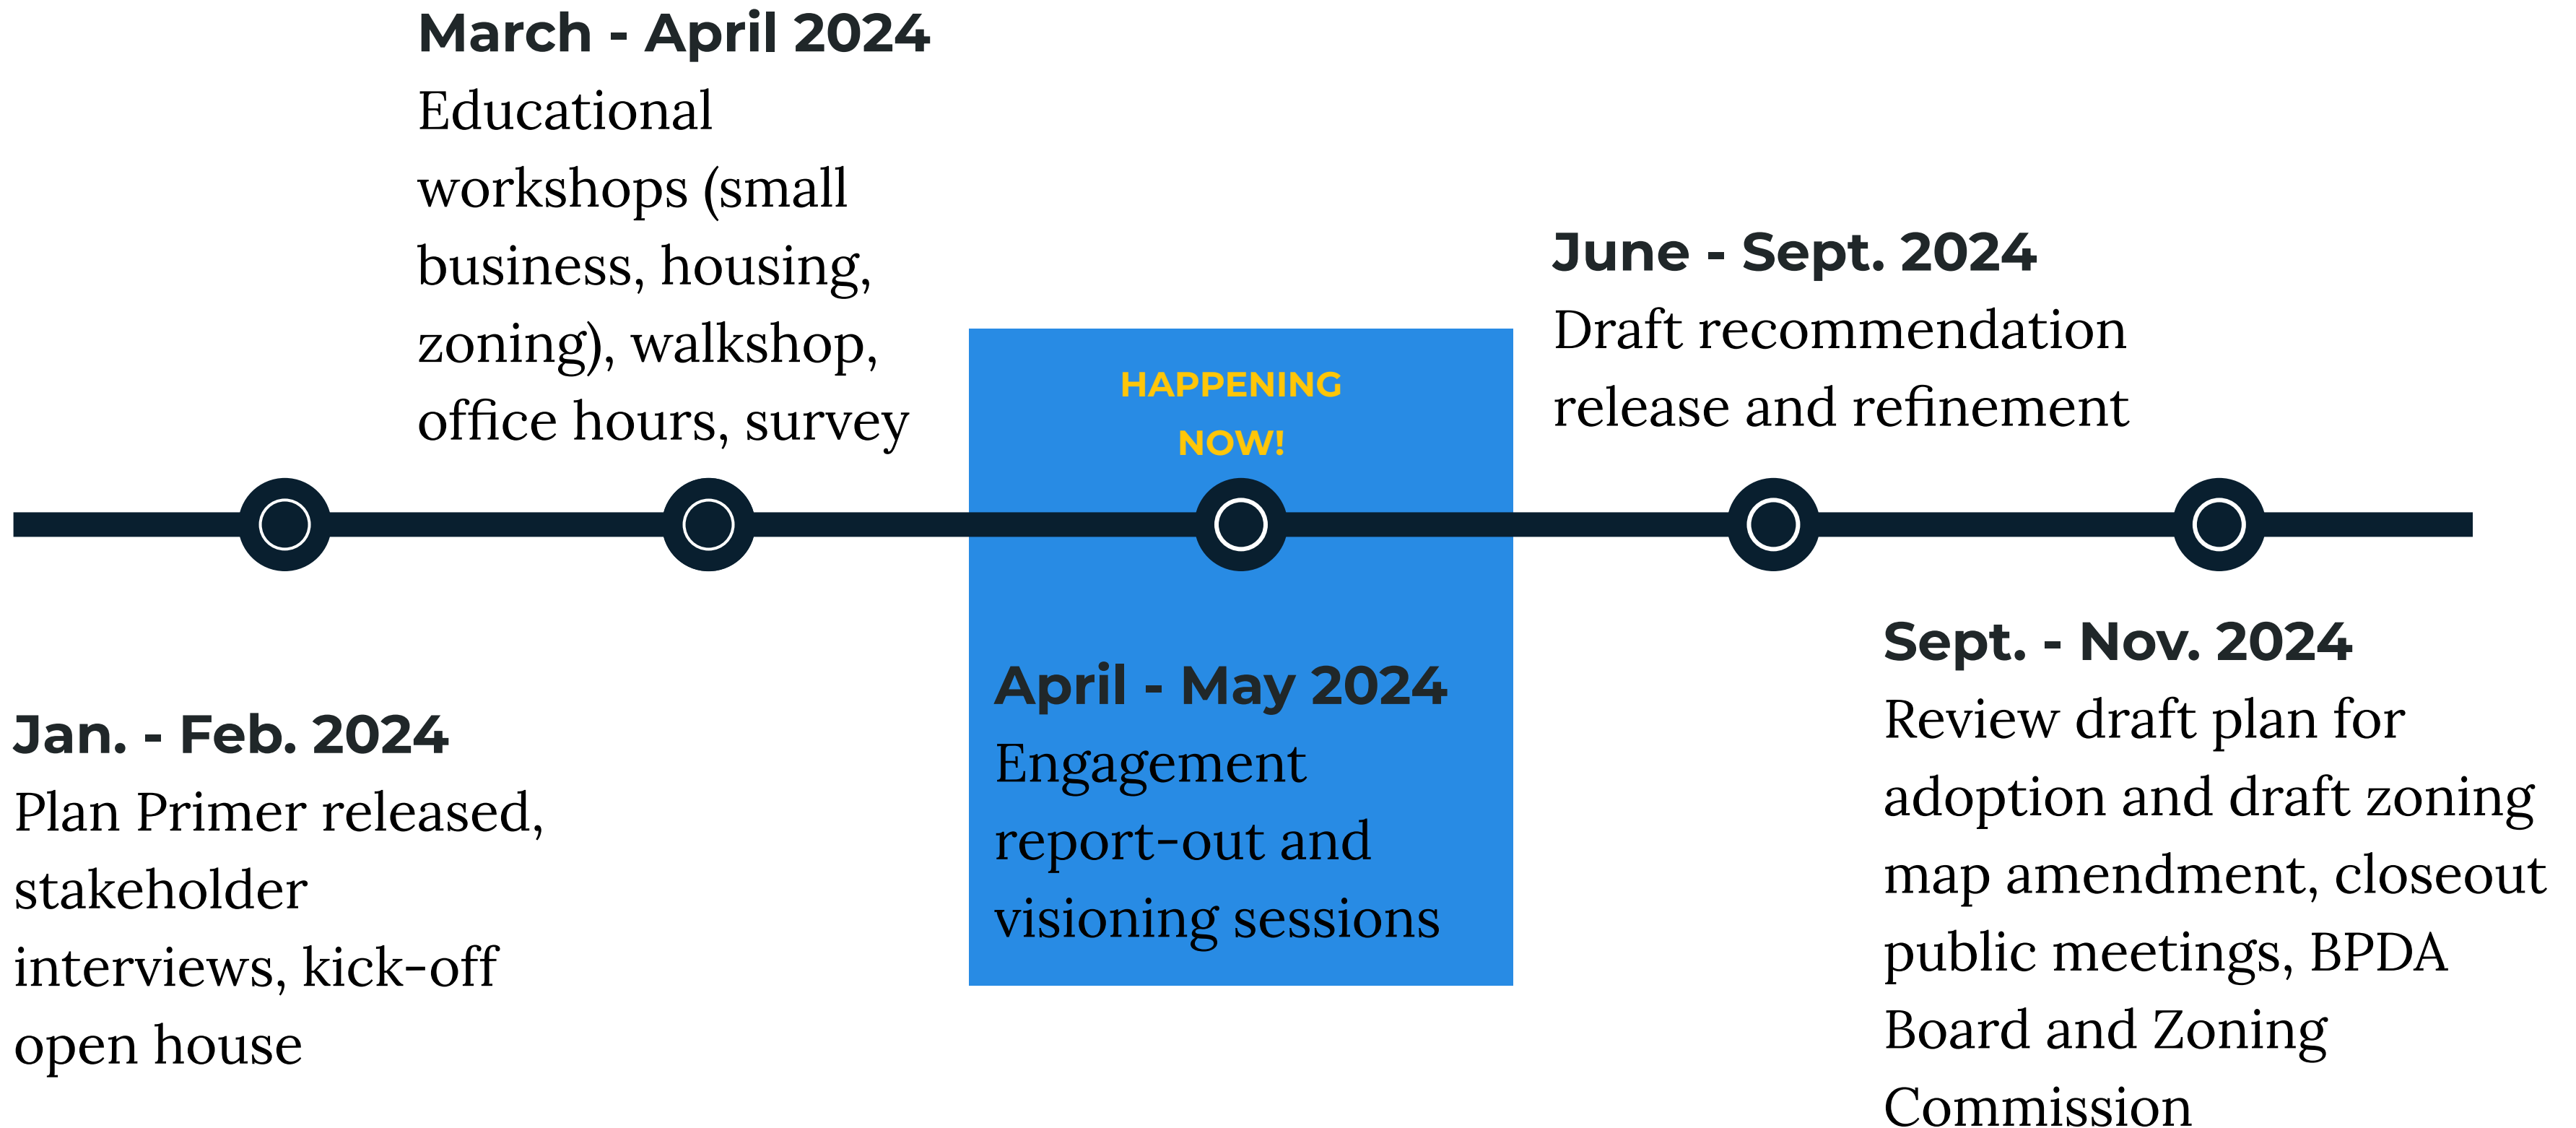 March - April 2024
Educational
workshops (small
business, housing,
zoning), walkshop,
office hours, survey
June - Sept. 2024
Draft recommendation
release and refinement
HAPPENING
NOW!
Jan. - Feb. 2024
Plan Primer released,
stakeholder
interviews, kick-off
open house
April - May 2024
Engagement
report-out and
visioning sessions
Sept. - Nov. 2024
Review draft plan for
adoption and draft zoning
map amendment, closeout
public meetings, BPDA
Board and Zoning
Commission